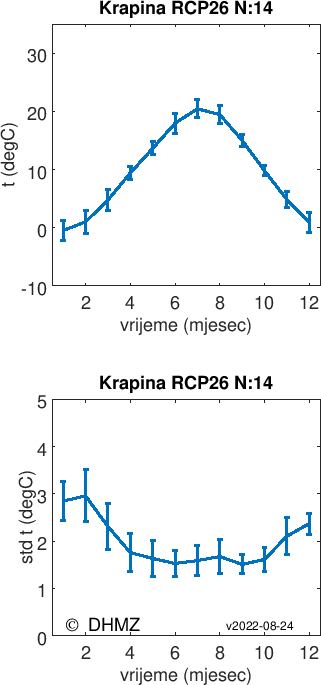 Krapina RCP26 N:14
30
20
10
0
-10
t (degC)
2 4 6 8 10 12
vrijeme (mjesec)
Krapina RCP26 N:14
5
4
3
2
1
0
std t (degC)
© DHMZ v2022-08-24
2 4 6 8 10 12
vrijeme (mjesec)